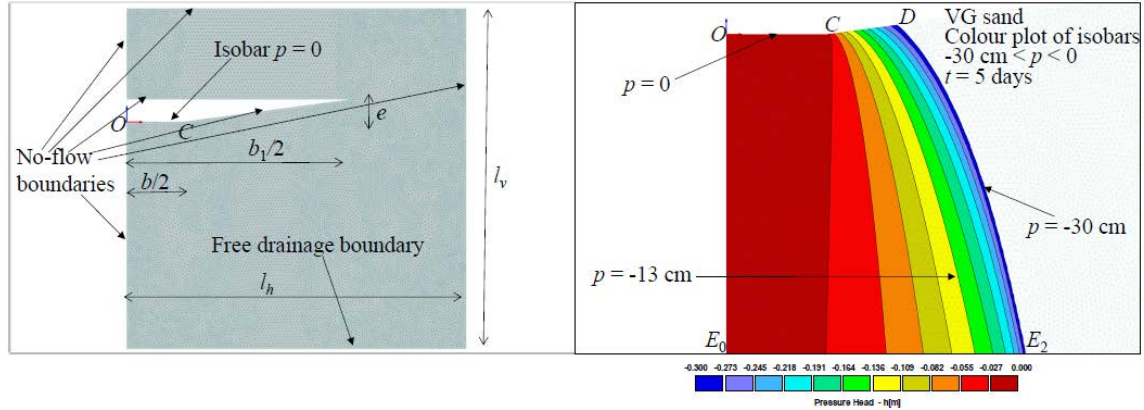 Isobar p = 0
O
C
e
b₁/2
No-flow
boundaries
b/2
lᵥ
Free drainage boundary
lₕ
O
C
D
VG sand
Colour plot of isobars
-30 cm < p < 0
t = 5 days
p = 0
p = -30 cm
p = -13 cm
E₀
E₂
-0.300 -0.273 -0.245 -0.218 -0.191 -0.164 -0.136 -0.109 -0.082 -0.055 -0.027 0.000
Pressure Head - h[m]